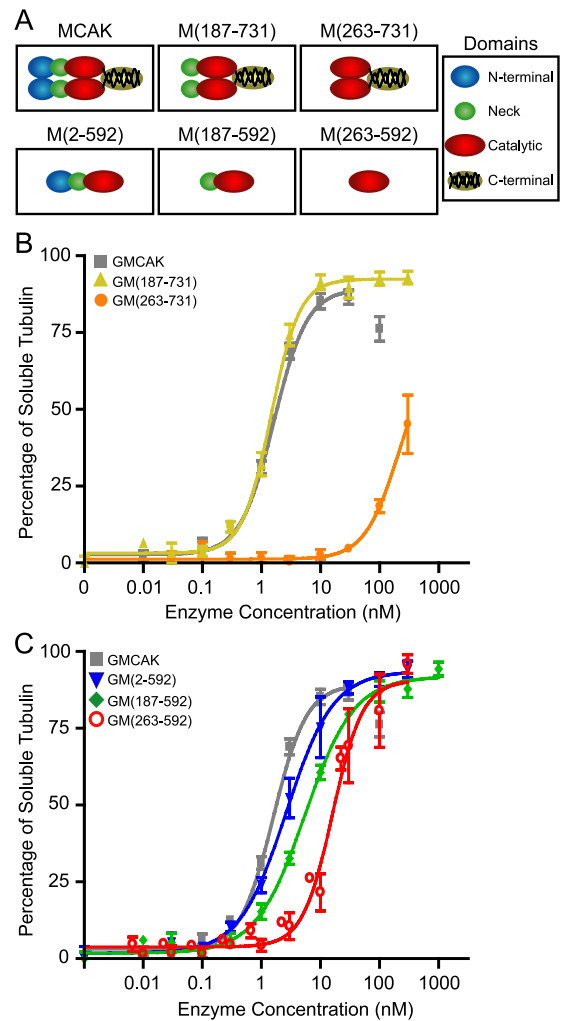 A
MCAK M(187-731) M(263-731)
M(2-592) M(187-592) M(263-592)
Domains
N-terminal
Neck
Catalytic
C-terminal
B
GMCAK
GM(187-731)
GM(263-731)
Percentage of Soluble Tubulin
100
75
50
25
0
0 0.01 0.1 1 10 100 1000
Enzyme Concentration (nM)
C
GMCAK
GM(2-592)
GM(187-592)
GM(263-592)
Percentage of Soluble Tubulin
100
75
50
25
0
0.01 0.1 1 10 100 1000
Enzyme Concentration (nM)